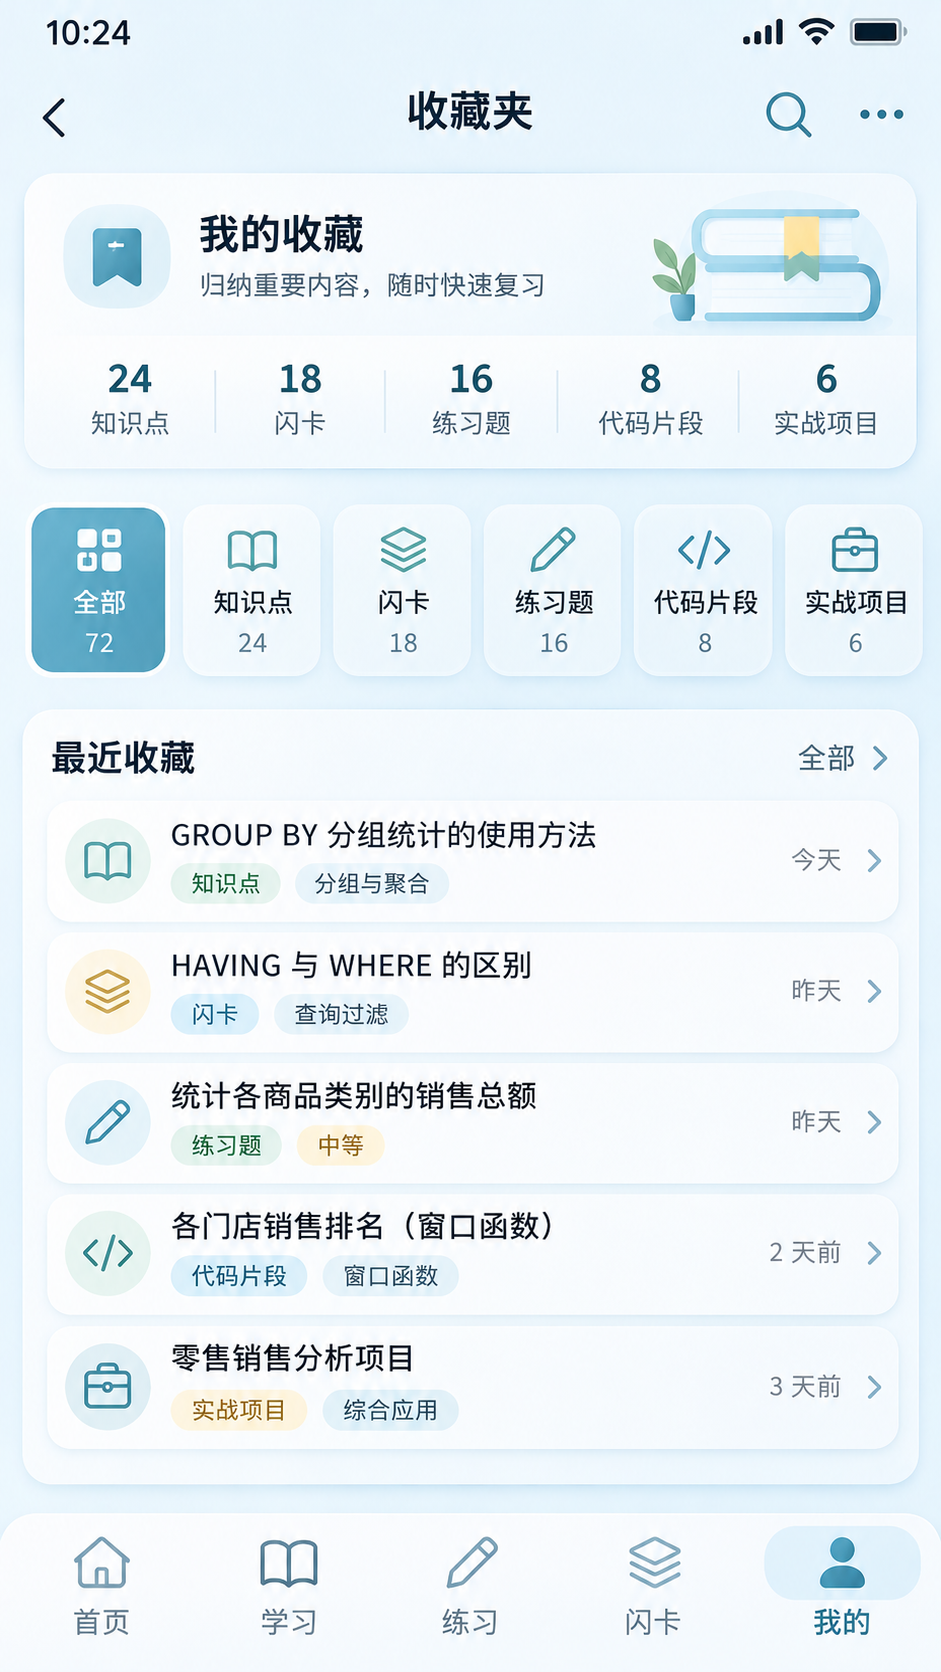 10:24
收藏夹
我的收藏
归纳重要内容，随时快速复习
24 18 16 8 6
知识点 闪卡 练习题 代码片段 实战项目
全部 知识点 闪卡 练习题 代码片段 实战项目
72 24 18 16 8 6
最近收藏 全部
GROUP BY 分组统计的使用方法
今天
知识点 分组与聚合
HAVING 与 WHERE 的区别
昨天
闪卡 查询过滤
统计各商品类别的销售总额
昨天
练习题 中等
各门店销售排名（窗口函数）
2 天前
代码片段 窗口函数
零售销售分析项目
3 天前
实战项目 综合应用
首页 学习 练习 闪卡 我的